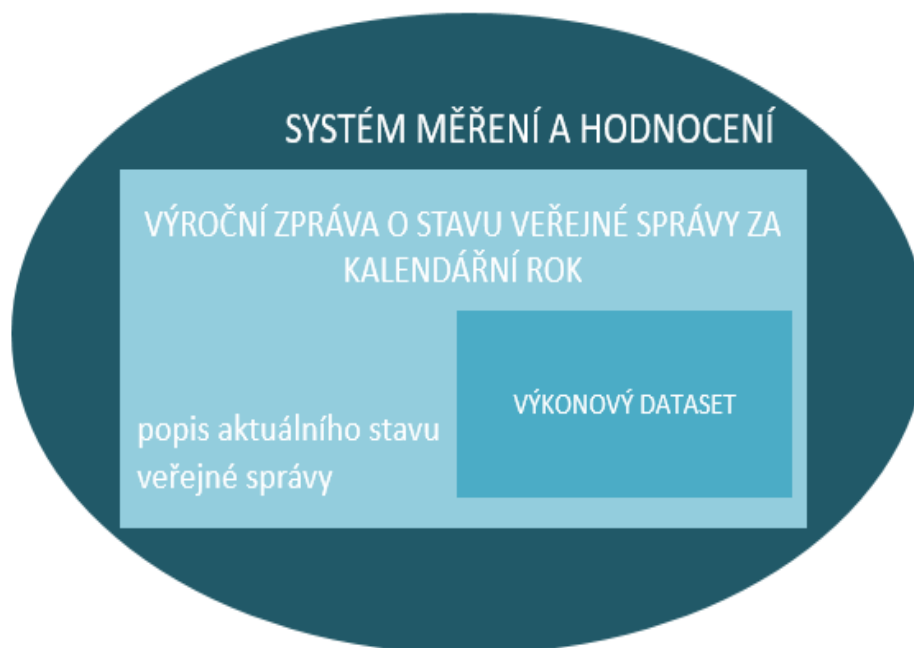 SYSTÉM MĚŘENÍ A HODNOCENÍ
VÝROČNÍ ZPRÁVA O STAVU VEŘEJNÉ SPRÁVY ZA
KALENDÁŘNÍ ROK
VÝKONOVÝ DATASET
popis aktuálního stavu
veřejné správy